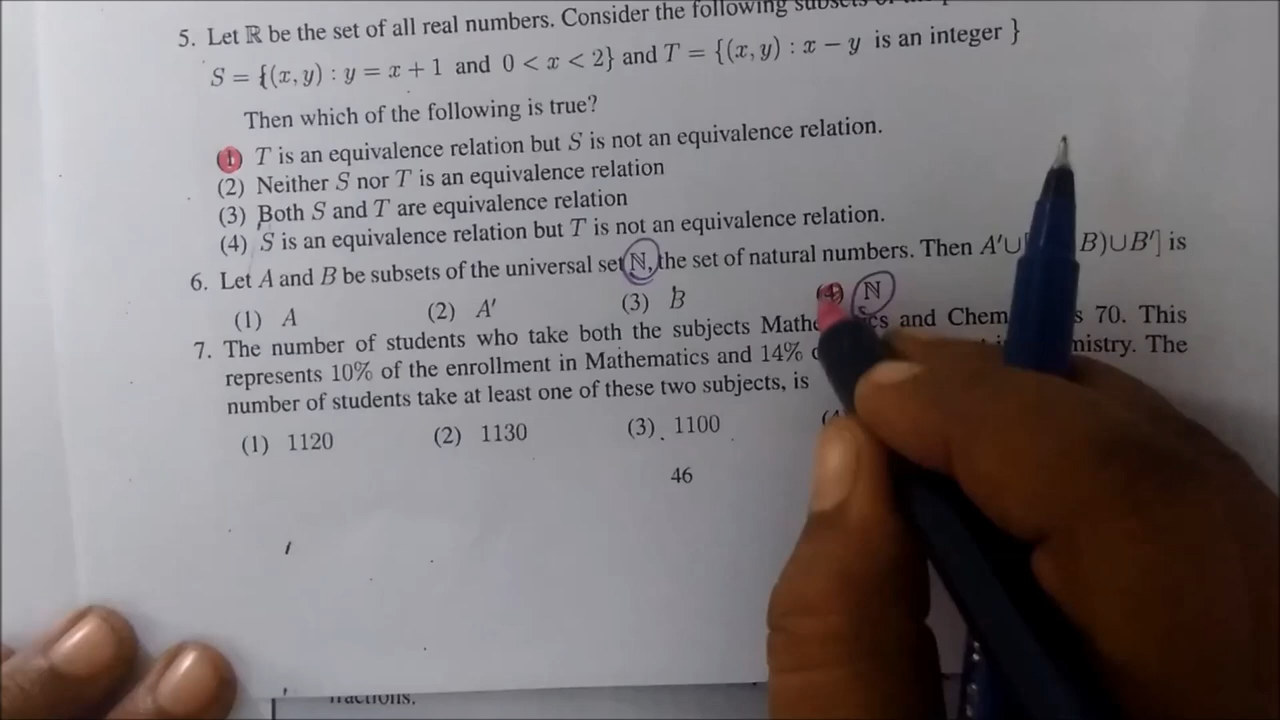 5. Let ℝ be the set of all real numbers. Consider the following subsets of the
S = {(x, y) : y = x + 1 and 0 < x < 2} and T = {(x, y) : x − y is an integer }
Then which of the following is true?
(1) T is an equivalence relation but S is not an equivalence relation.
(2) Neither S nor T is an equivalence relation
(3) Both S and T are equivalence relation
(4) S is an equivalence relation but T is not an equivalence relation.
6. Let A and B be subsets of the universal set ℕ, the set of natural numbers. Then A′∪ B)∪B′] is
(1) A (2) A′ (3) B (4) ℕ
7. The number of students who take both the subjects and Chem 70. This
represents 10% of the enrollment in Mathematics and 14% The
number of students take at least one of these two subjects, is
(1) 1120 (2) 1130 (3) 1100
46
fractions.